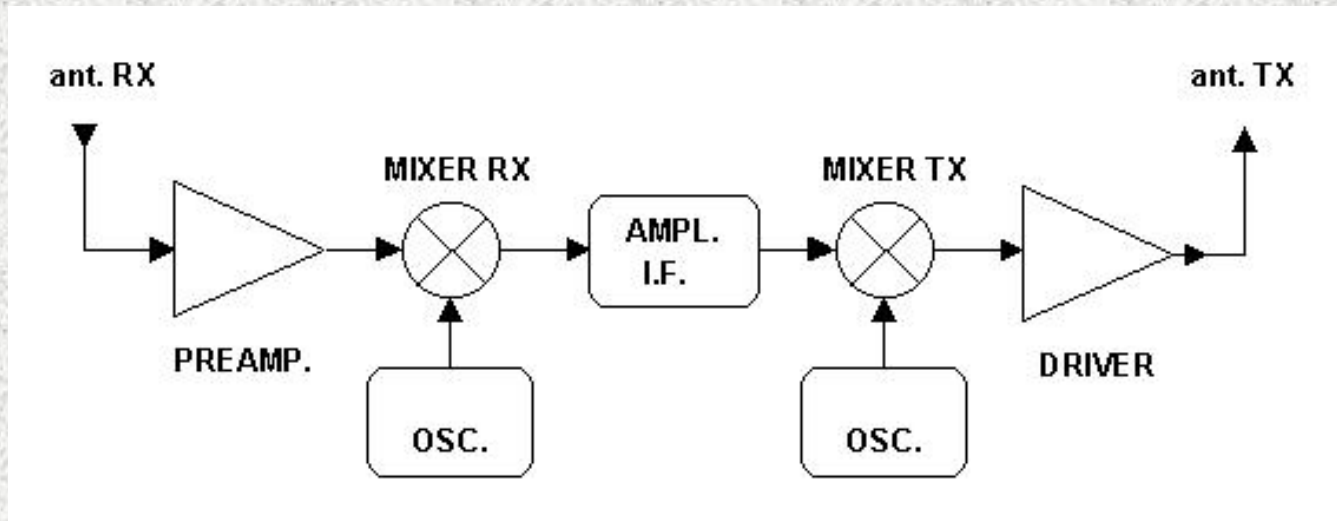 ant. RX
ant. TX
MIXER RX
MIXER TX
AMPL.
I.F.
PREAMP.
DRIVER
OSC.
OSC.